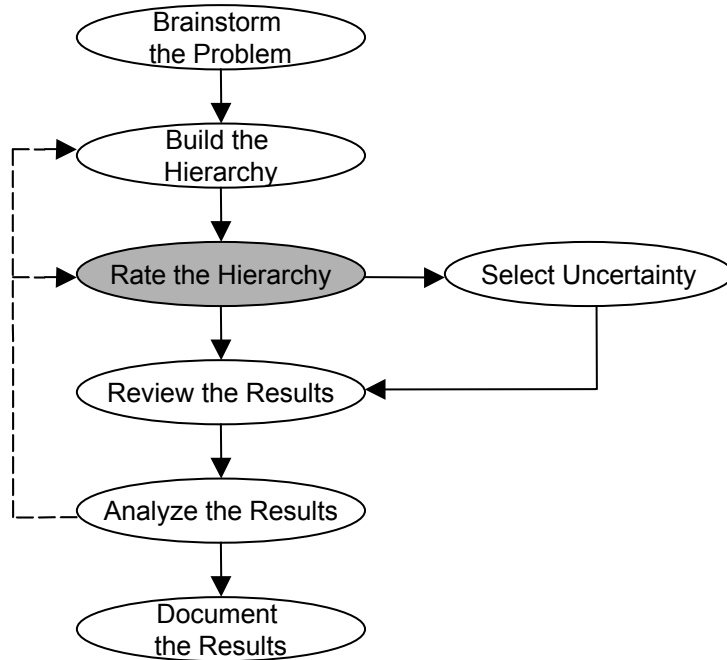 Brainstorm
the Problem
Build the
Hierarchy
Rate the Hierarchy
Select Uncertainty
Review the Results
Analyze the Results
Document
the Results